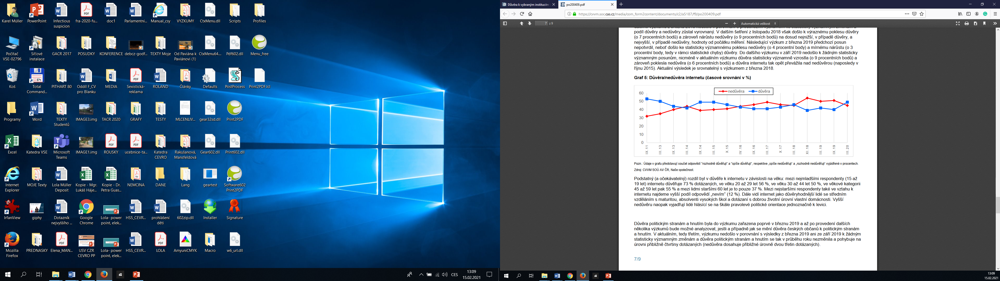 Karel Müller
PowerPoint
Infectious suspicion
fra-2020-fu...
doc1
Parlamentni...
Manual_csy
VYZKUMY
CtxMenu.dll
Scripts
Profiles
Počítač VSE-02796
Síťové instalace
GACR 2017
POSUDKY
KONFERENCE
debcz-godf...
TEXTY Moje
Od Paviána k Paviánovi (1)
CtxMenu64....
Pdf602.dll
Menu_free
Koš
Total Command...
PITHART 80
Oddíl F_CV pro Blanku
MEDIA
Sexistická-reklama
ROLAND
Články
Defaults
PostProcess
Print2PDF.lcl
Programy
Word
TEXTY Studentů
IMAGE3.img
TACR 2020
GRAFY
TESTY
MLCENLIV...
gear32sd.dll
Print2PDF
Excel
Katedra VSE
Microsoft Teams
IMAGE1.img
ROUSKY
ucebnice-ta...
Katedra CEVRO
Rakušanová, Mansfeldová
Gear602.dll
Print602.dll
Internet Explorer
MOJE Texty
Lola Müller Deposit
Kopie - Mgr. Lukáš Háje...
Kopie - Dr. Petra Guas...
NEMCINA
DANE
Lang
geartest
Software602 Print2PDF
IrfanView
giphy
Dotazník nejvyššího ...
Google Chrome
Lola- power point, elek...
HSS_CEVR...
prohlášení děti
602zip.dll
Installer
Signature
Mozilla Firefox
PREDNASKY
Elena_MAN...
USV CZR CEVRO PP
Lola- power point, elek...
HSS_CEVR...
LOLA
AmyuniCMYK
Macro
w6_url.dll
CES
13:09
15.02.2021
Důvěra k vybraným institucím
po200409.pdf
https://cvvm.soc.cas.cz/media/com_form2content/documents/c2/a5187/f9/po200409.pdf
7 z 9
Automatická velikost
podíl důvěry a nedůvěry zůstal vyrovnaný. V dalším šetření z listopadu 2018 však došlo k výraznému poklesu důvěry
(o 7 procentních bodů) a zároveň nárůstu nedůvěry (o 9 procentních bodů) na dosud nejnižší, v případě důvěry, a
nejvyšší, v případě nedůvěry, hodnoty od počátku měření. Následující výzkum z března 2019 předchozí posun
nepotvrdil, neboť došlo ke statisticky významnému poklesu nedůvěry (o 4 procentní body) a mírnému nárůstu (o 3
procentní body, tedy v rámci statistické chyby) důvěry. Do dalšího výzkumu v září 2019 nedošlo k žádným statisticky
významným posunům, nicméně v aktuálním výzkumu důvěra statisticky významně vzrostla (o 9 procentních bodů) a
zároveň poklesla nedůvěra (o 6 procentních bodů) a důvěra internetu tak opět převážila nad nedůvěrou (naposledy v
říjnu 2015). Aktuální výsledek je srovnatelný s výzkumem z března 2018.
Graf 5: Důvěra/nedůvěra internetu (časové srovnání v %)
nedůvěra důvěra
60
50
40
30
20
10
0
IX.11 III.13 IX.13 III.14 IX.14 III.15 X.15 IV.16 IX.16 III.17 X.17 III.18 XI.18 III.19 IX.19 III.20
Pozn.: Údaje v grafu představují součet odpovědí "rozhodně důvěřuji" a "spíše důvěřuji", respektive „spíše nedůvěřuji“ a „rozhodně nedůvěřuji“ vyjádřené v procentech.
Zdroj: CVVM SOÚ AV ČR, Naše společnost.
Podstatný (a očekávatelný) rozdíl byl v důvěře k internetu v závislosti na věku: mezi nejmladšími respondenty (15 až
19 let) internetu důvěřuje 73 % dotázaných, ve věku 20 až 29 let 56 %, ve věku 30 až 44 let 50 %, ve věkové kategorii
45 až 59 let pak 55 % a mezi lidmi staršími 60 let je to pouze 37 %. Mezi nejstaršími respondenty také ve vztahu k
internetu najdeme vyšší podíl odpovědí „nevím“ (12 %). Dále vidí internet jako důvěryhodnější lidé se středním
vzděláním s maturitou, absolventi vysokých škol a dotázaní s dobrou životní úrovní vlastní domácnosti. Vyšší
nedůvěru naopak vyjadřují lidé hlásící se na škále pravolevé politické orientace jednoznačně k levici.
Důvěra politickým stranám a hnutím byla do výzkumu zařazena poprvé v březnu 2019 a až po provedení dalších
několika výzkumů bude možné analyzovat, jestli a případně jak se mění důvěra českých občanů k politickým stranám
a hnutím. V aktuálním, tedy třetím, výzkumu nedošlo v porovnání s výsledky z března 2019 ani ze září 2019 k žádným
statisticky významným změnám a důvěra politickým stranám a hnutím se tak v průběhu roku nezměnila a pohybuje na
úrovni přibližně čtvrtiny dotázaných (nedůvěra dosahuje přibližné úrovně dvou třetin dotázaných).
7/9
13:09
15.02.2021